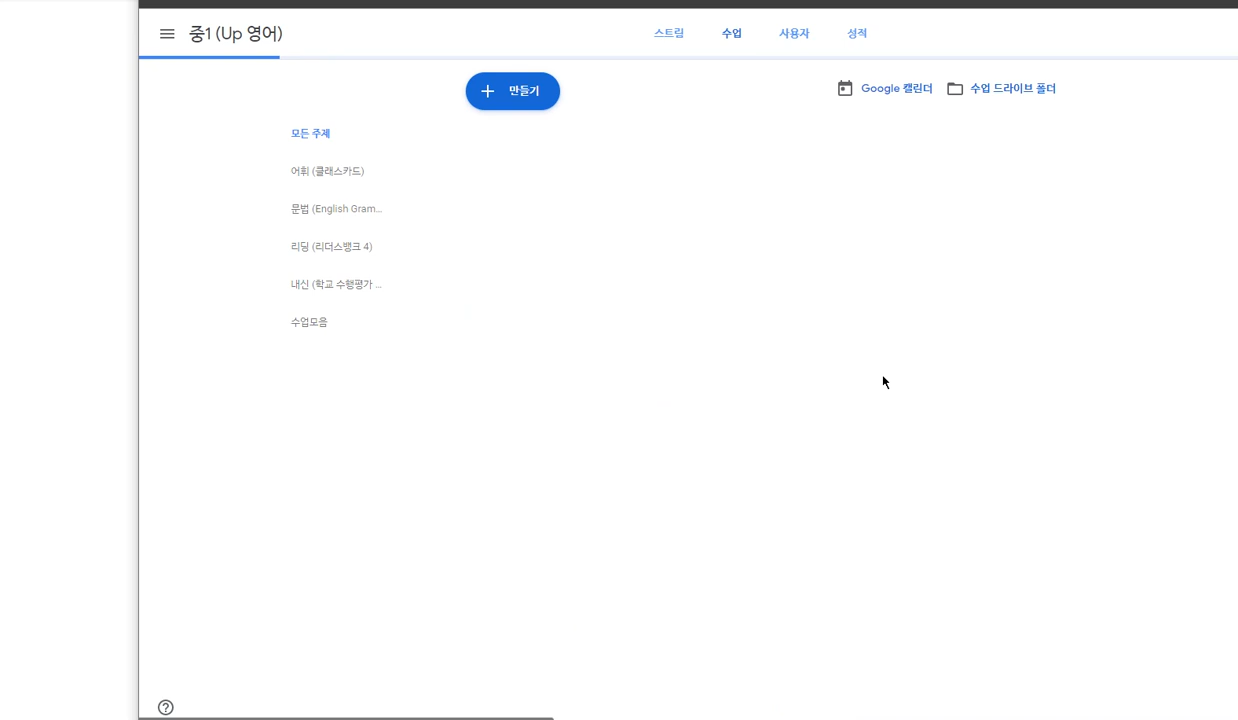 중1 (Up 영어)
스트림 수업 사용자 성적
만들기
Google 캘린더 수업 드라이브 폴더
모든 주제
어휘 (클래스카드)
문법 (English Gram...
리딩 (리더스뱅크 4)
내신 (학교 수행평가 ...
수업모음